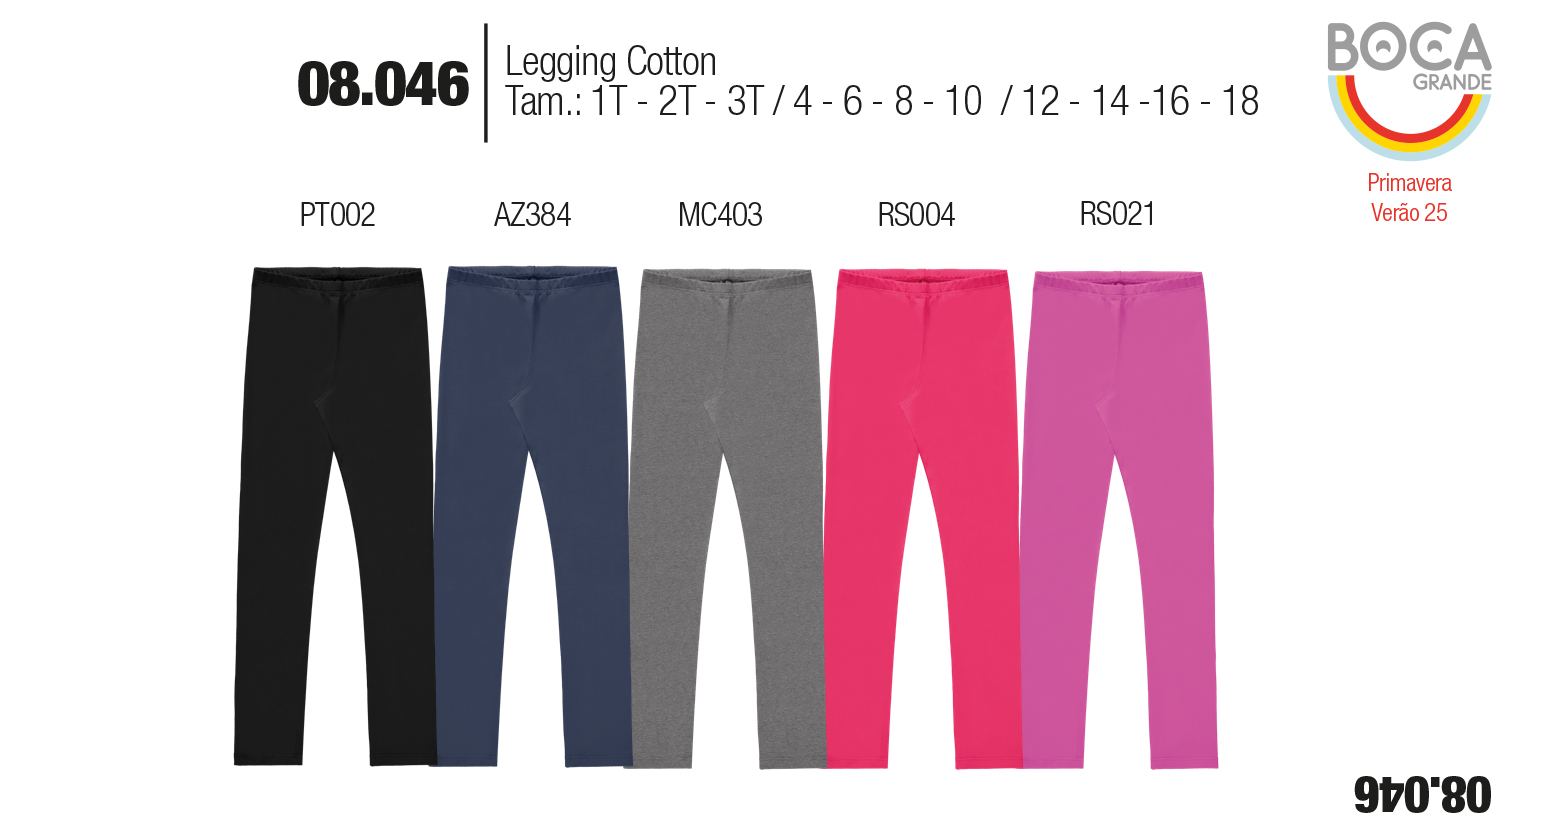 08.046
Legging Cotton
Tam.: 1T - 2T - 3T / 4 - 6 - 8 - 10 / 12 - 14 -16 - 18
BOCA
GRANDE
Primavera
Verão 25
PT002
AZ384
MC403
RS004
RS021
08.046